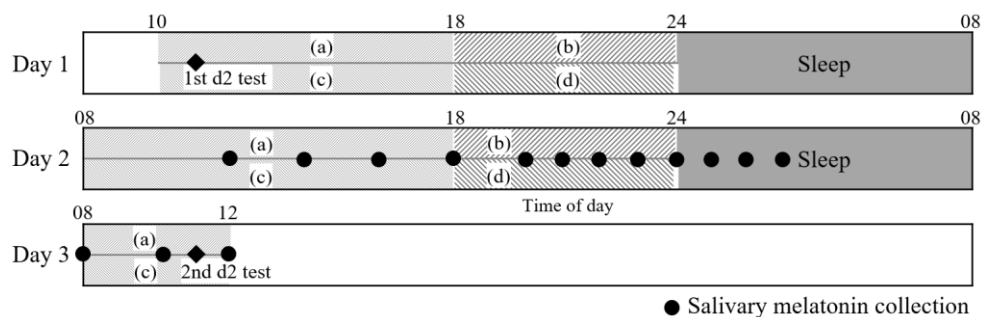 10 18 24 08
Day 1 (a) (b) Sleep
1st d2 test (c) (d)
08 18 24 08
Day 2 (a) (b) Sleep
(c) (d)
Time of day
08 12
Day 3 (a)
(c) 2nd d2 test
Salivary melatonin collection